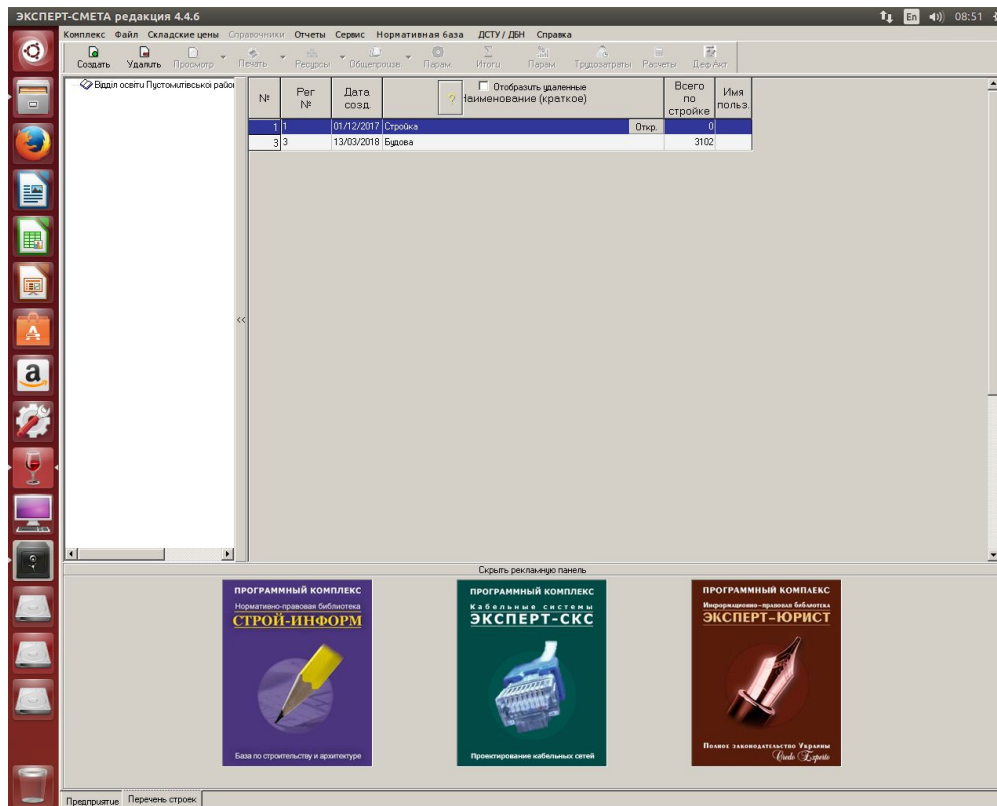 ЭКСПЕРТ-СМЕТА редакция 4.4.6
En 08:51
Комплекс Файл Складские цены Справочники Отчеты Сервис Нормативная база ДСТУ / ДБН Справка
Создать Удалить Просмотр Печать Ресурсы Общепроизв. Парам. Итоги Парам. Трудозатраты Расчеты Деф.Акт
Відділ освіти Пустомитівської район
№ Рег № Дата созд. ? Отобразить удаленные Наименование (краткое) Всего по стройке Имя польз.
1 1 01/12/2017 Стройка Откр. 0
3 3 13/03/2018 Будова 3102
<<
Скрыть рекламную панель
ПРОГРАММНЫЙ КОМПЛЕКС
Нормативно-правовая библиотека
СТРОЙ-ИНФОРМ
База по строительству и архитектуре
ПРОГРАММНЫЙ КОМПЛЕКС
Кабельные системы
ЭКСПЕРТ-СКС
Проектирование кабельных сетей
ПРОГРАММНЫЙ КОМПЛЕКС
Информационно-правовая библиотека
ЭКСПЕРТ-ЮРИСТ
Полное законодательство Украины
Credo Experto
Предприятие Перечень строек